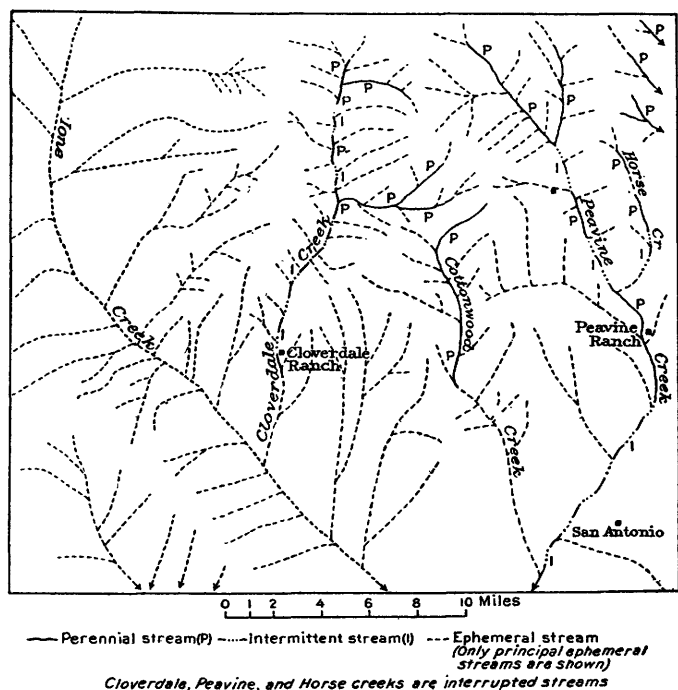 P
P
P
P
P
P
P
I
P
P
I
I
P
P
P
P
I
P
P
P
I
I
I
P
I
P
I
I
Ione
Creek
Cloverdale
Creek
Cloverdale
Ranch
Cottonwood
Creek
Peavine
Creek
Horse
Cr
Peavine
Ranch
San Antonio
0 1 2 4 6 8 10 Miles
Perennial stream(P) Intermittent stream(I) Ephemeral stream
(Only principal ephemeral
streams are shown)
Cloverdale, Peavine, and Horse creeks are interrupted streams